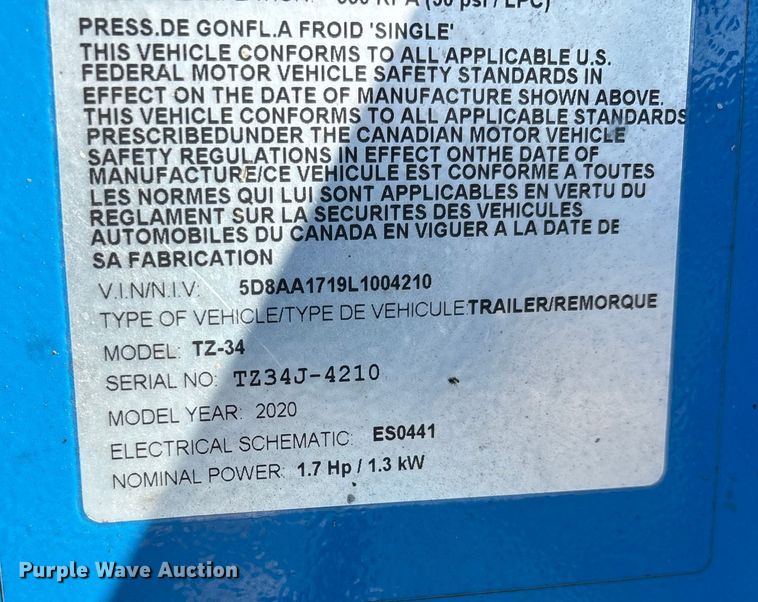 (50 psi / LPC)
PRESS.DE GONFL.A FROID 'SINGLE'
THIS VEHICLE CONFORMS TO ALL APPLICABLE U.S.
FEDERAL MOTOR VEHICLE SAFETY STANDARDS IN
EFFECT ON THE DATE OF MANUFACTURE SHOWN ABOVE.
THIS VEHICLE CONFORMS TO ALL APPLICABLE STANDARDS
PRESCRIBEDUNDER THE CANADIAN MOTOR VEHICLE
SAFETY REGULATIONS IN EFFECT ONTHE DATE OF
MANUFACTURE/CE VEHICULE EST CONFORME A TOUTES
LES NORMES QUI LUI SONT APPLICABLES EN VERTU DU
REGLAMENT SUR LA SECURITES DES VEHICULES
AUTOMOBILES DU CANADA EN VIGUER A LA DATE DE
SA FABRICATION
V.I.N/N.I.V: 5D8AA1719L1004210
TYPE OF VEHICLE/TYPE DE VEHICULE:TRAILER/REMORQUE
MODEL: TZ-34
SERIAL NO: TZ34J-4210
MODEL YEAR: 2020
ELECTRICAL SCHEMATIC: ES0441
NOMINAL POWER: 1.7 Hp / 1.3 kW
Purple Wave Auction